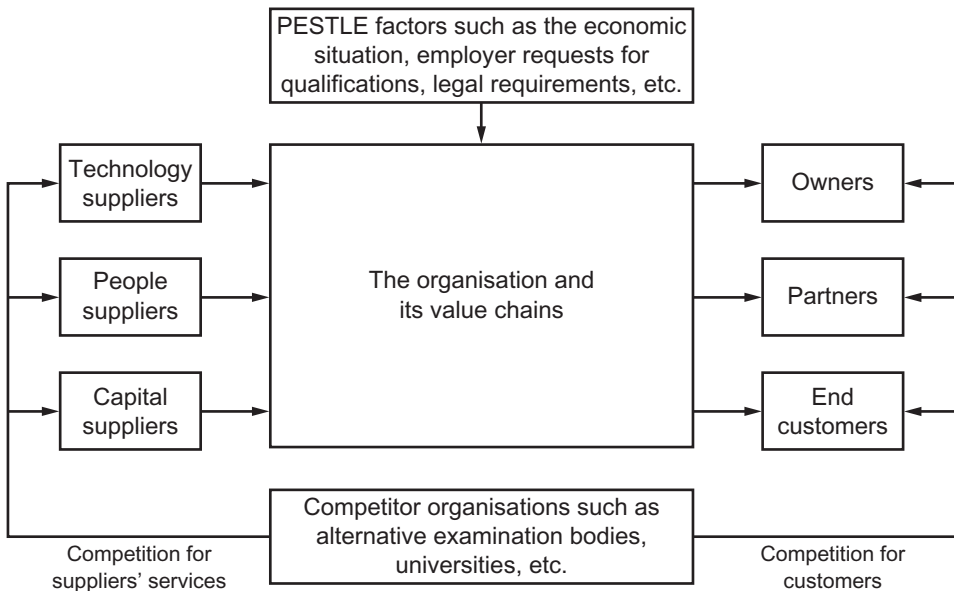 PESTLE factors such as the economic
situation, employer requests for
qualifications, legal requirements, etc.
Technology
suppliers
Owners
People
suppliers
The organisation and
its value chains
Partners
Capital
suppliers
End
customers
Competitor organisations such as
alternative examination bodies,
universities, etc.
Competition for
suppliers’ services
Competition for
customers